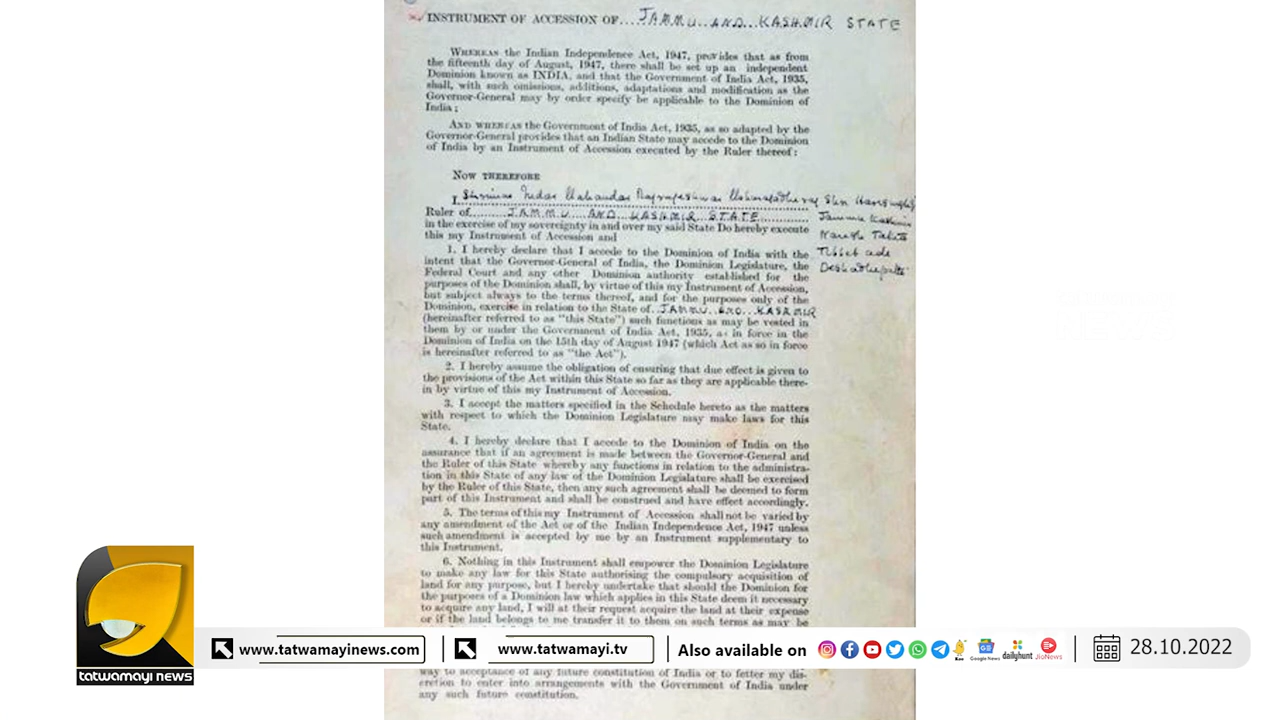 INSTRUMENT OF ACCESSION OF...JAMMU AND KASHMIR STATE
WHEREAS the Indian Independence Act, 1947, provides that as from
the fifteenth day of August, 1947, there shall be set up an independent
Dominion known as INDIA, and that the Government of India Act, 1935,
shall, with such omissions, additions, adaptations and modification as the
Governor-General may by order specify be applicable to the Dominion of
India;
AND WHEREAS the Government of India Act, 1935, as so adapted by the
Governor-General provides that an Indian State may accede to the Dominion
of India by an Instrument of Accession executed by the Ruler thereof:
NOW THEREFORE
I, Shriman Indar Mahandar Rajrajeshwar Shri
Ruler of JAMMU AND KASHMIR STATE Jammu
in the exercise of my sovereignty in and over my said State Do hereby execute
this my Instrument of Accession and
Tibbet adi
1. I hereby declare that I accede to the Dominion of India with the
intent that the Governor-General of India, the Dominion Legislature, the
Federal Court and any other Dominion authority established for the
purposes of the Dominion shall, by virtue of this my Instrument of Accession,
but subject always to the terms thereof, and for the purposes only of the
Dominion, exercise in relation to the State of JAMMU AND KASHMIR
(hereinafter referred to as "this State") such functions as may be vested in
them by or under the Government of India Act, 1935, as in force in the
Dominion of India on the 15th day of August 1947 (which Act as so in force
is hereinafter referred to as "the Act").
2. I hereby assume the obligation of ensuring that due effect is given to
the provisions of the Act within this State so far as they are applicable there-
in by virtue of this my Instrument of Accession.
3. I accept the matters specified in the Schedule hereto as the matters
with respect to which the Dominion Legislature may make laws for this
State.
4. I hereby declare that I accede to the Dominion of India on the
assurance that if an agreement is made between the Governor-General and
the Ruler of this State whereby any functions in relation to the administra-
tion in this State of any law of the Dominion Legislature shall be exercised
by the Ruler of this State, then any such agreement shall be deemed to form
part of this Instrument and shall be construed and have effect accordingly.
5. The terms of this my Instrument of Accession shall not be varied by
any amendment of the Act or of the Indian Independence Act, 1947 unless
such amendment is accepted by me by an Instrument supplementary to
this Instrument.
6. Nothing in this Instrument shall empower the Dominion Legislature
to make any law for this State authorising the compulsory acquisition of
land for any purpose, but I hereby undertake that should the Dominion for
the purposes of a Dominion law which applies in this State deem it necessary
to acquire any land, I will at their request acquire the land at their expense
or if the land belongs to me transfer it to them on such terms as may be
way to acceptance of any future constitution of India or to fetter my dis-
cretion to enter into arrangements with the Government of India under
any such future constitution.
NEWS
tatwamayi news
www.tatwamayinews.com
www.tatwamayi.tv
Also available on
Koo
Google News
dailyhunt
JioNews
28.10.2022